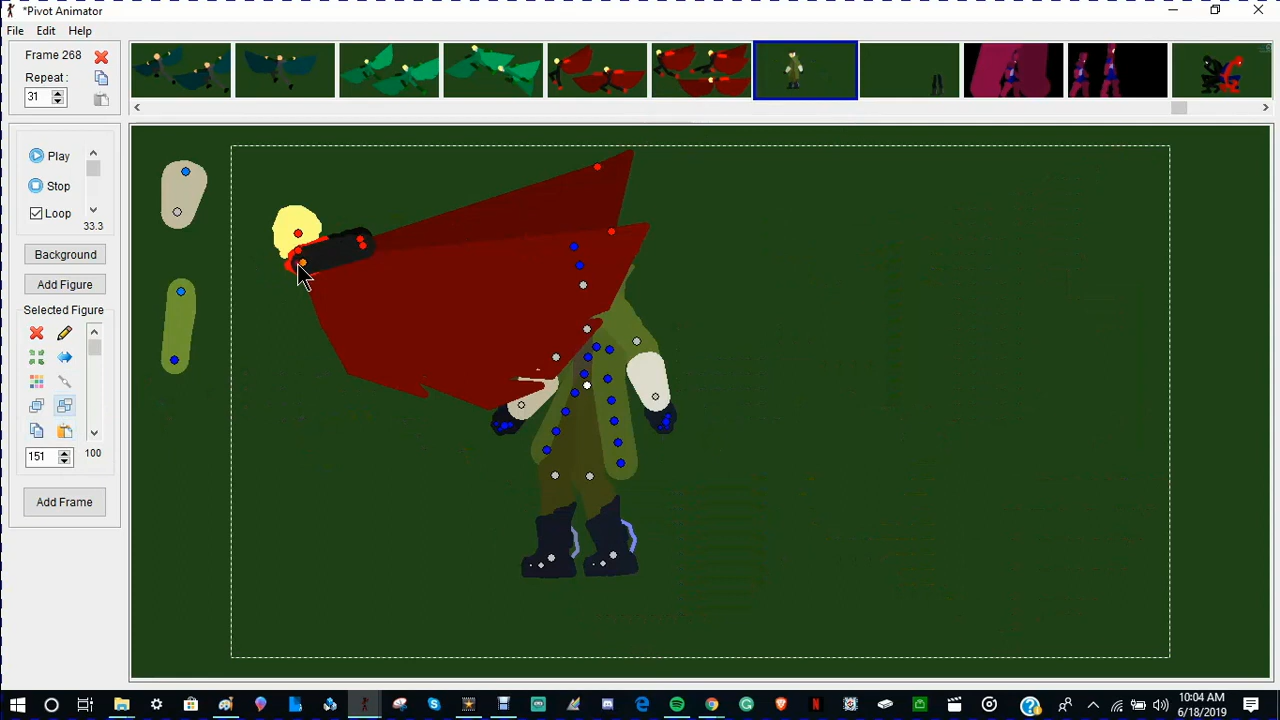 *Pivot Animator
File Edit Help
Frame 268
Repeat :
31
Play
Stop
Loop
33.3
Background
Add Figure
Selected Figure
151
100
Add Frame
10:04 AM
6/18/2019